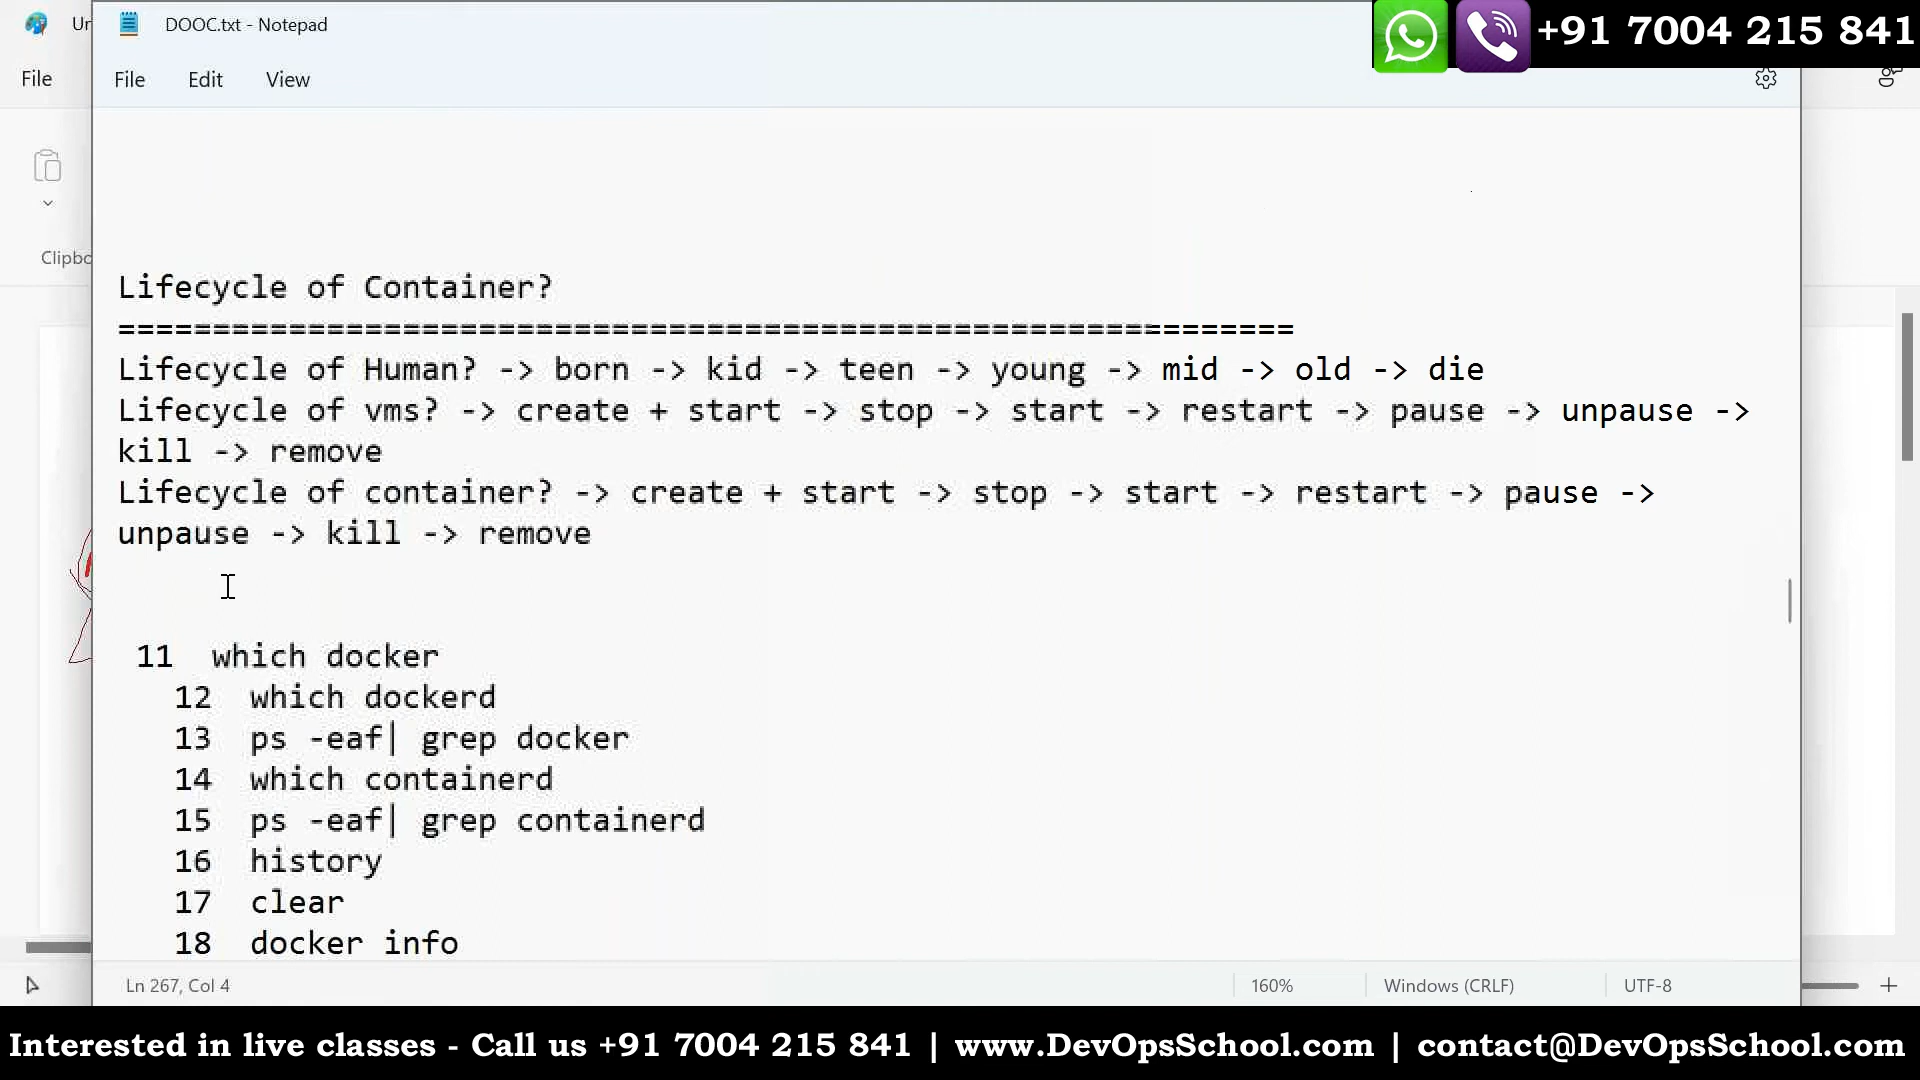 Ur
DOOC.txt - Notepad
+91 7004 215 841
File
File Edit View
Clipbo
Lifecycle of Container?
==============================================================
Lifecycle of Human? -> born -> kid -> teen -> young -> mid -> old -> die
Lifecycle of vms? -> create + start -> stop -> start -> restart -> pause -> unpause ->
kill -> remove
Lifecycle of container? -> create + start -> stop -> start -> restart -> pause ->
unpause -> kill -> remove
11 which docker
12 which dockerd
13 ps -eaf| grep docker
14 which containerd
15 ps -eaf| grep containerd
16 history
17 clear
18 docker info
Ln 267, Col 4 160% Windows (CRLF) UTF-8
Interested in live classes - Call us +91 7004 215 841 | www.DevOpsSchool.com | contact@DevOpsSchool.com